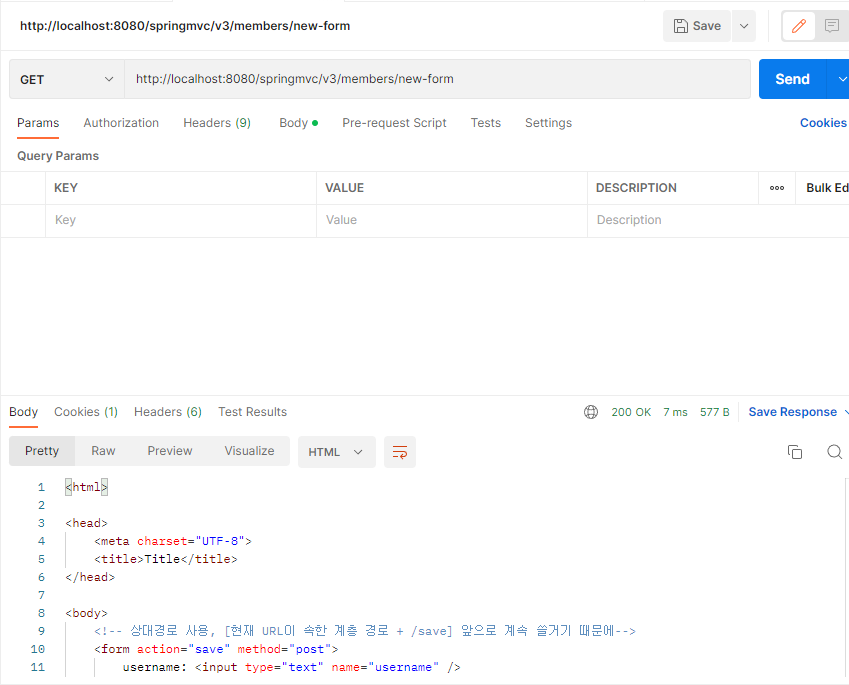 http://localhost:8080/springmvc/v3/members/new-form Save
GET http://localhost:8080/springmvc/v3/members/new-form Send
Params Authorization Headers (9) Body Pre-request Script Tests Settings Cookies
Query Params
KEY VALUE DESCRIPTION Bulk Ed
Key Value Description
Body Cookies (1) Headers (6) Test Results 200 OK 7 ms 577 B Save Response
Pretty Raw Preview Visualize HTML
1 <html>
2
3 <head>
4 <meta charset="UTF-8">
5 <title>Title</title>
6 </head>
7
8 <body>
9 <!-- 상대경로 사용, [현재 URL이 속한 계층 경로 + /save] 앞으로 계속 쓸거기 때문에-->
10 <form action="save" method="post">
11 username: <input type="text" name="username" />